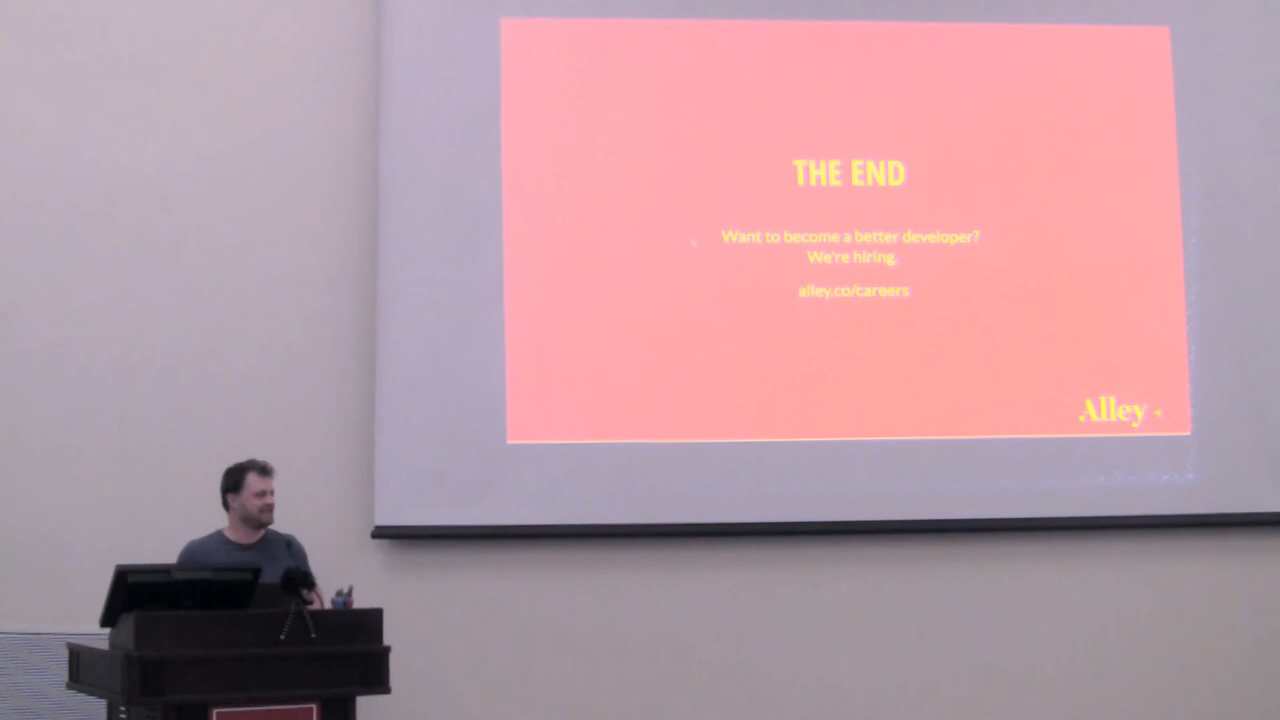 THE END
Want to become a better developer?
We're hiring.
alley.co/careers
Alley